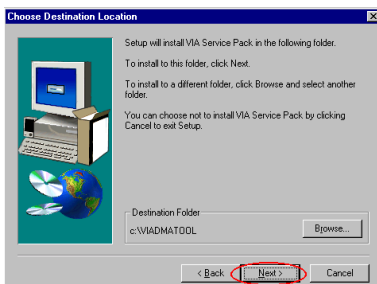 Choose Destination Location
Setup will install VIA Service Pack in the following folder.
To install to this folder, click Next.
To install to a different folder, click Browse and select another
folder.
You can choose not to install VIA Service Pack by clicking
Cancel to exit Setup.
Destination Folder
c:\VIADMATOOL
Browse...
< Back
Next >
Cancel